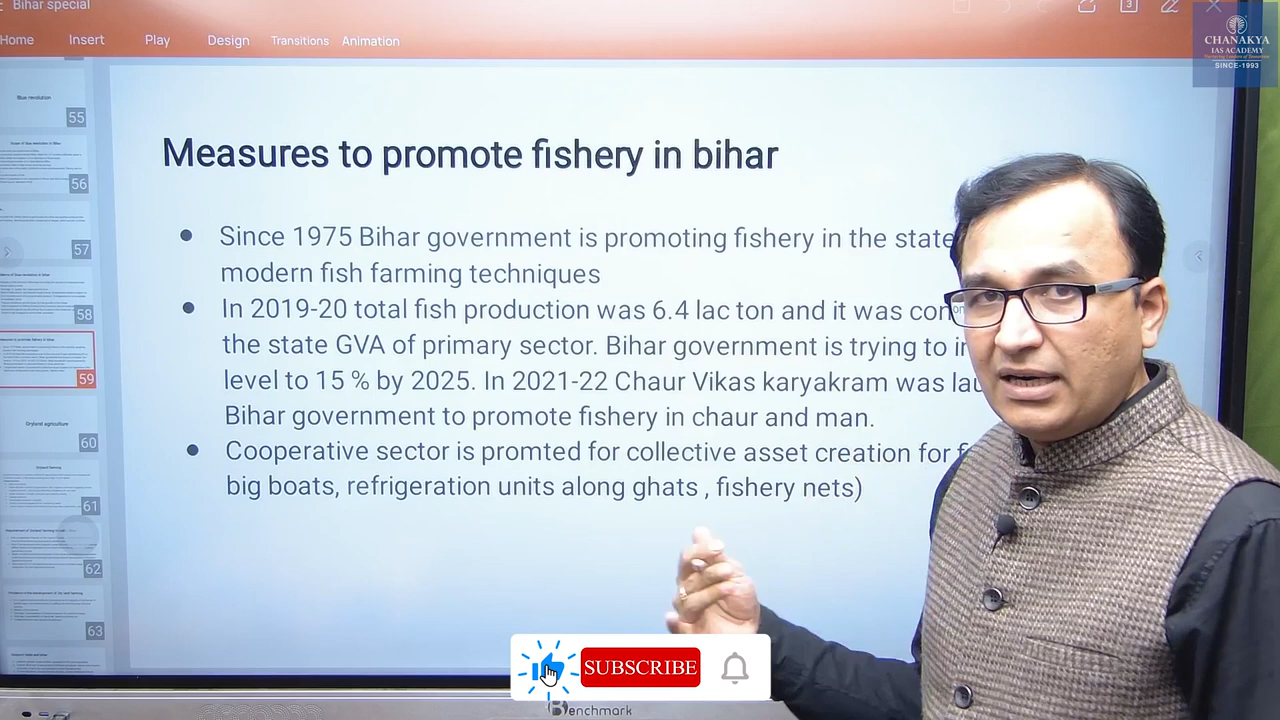 Bihar special
3
Home Insert Play Design Transitions Animation
CHANAKYA
IAS ACADEMY
SINCE-1993
Blue revolution
55
56
57
58
59
Dryland agriculture
60
61
62
63
Measures to promote fishery in bihar
Since 1975 Bihar government is promoting fishery in the state
modern fish farming techniques
In 2019-20 total fish production was 6.4 lac ton and it was con
the state GVA of primary sector. Bihar government is trying to in
level to 15 % by 2025. In 2021-22 Chaur Vikas karyakram was lau
Bihar government to promote fishery in chaur and man.
Cooperative sector is promted for collective asset creation for f
big boats, refrigeration units along ghats , fishery nets)
SUBSCRIBE
Benchmark